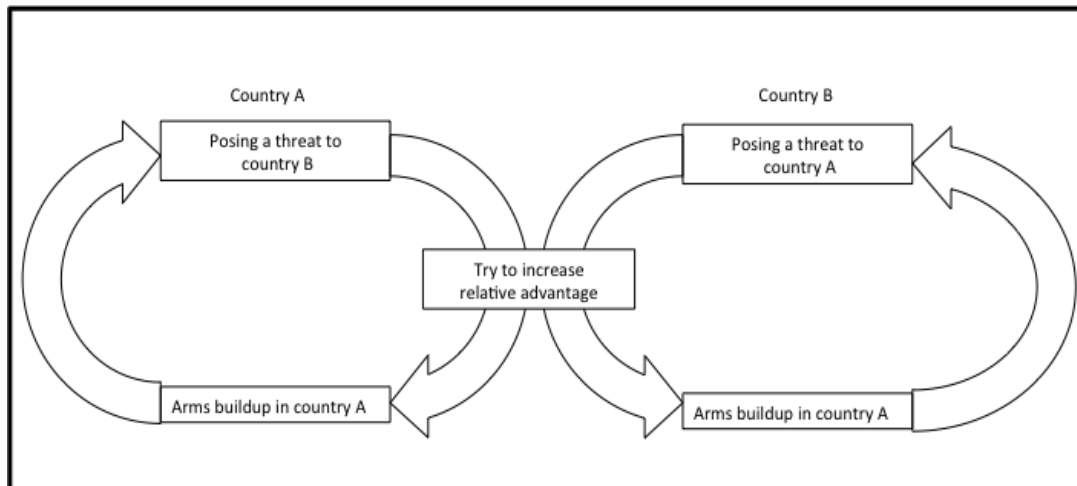 Country A
Country B
Posing a threat to
country B
Posing a threat to
country A
Try to increase
relative advantage
Arms buildup in country A
Arms buildup in country A